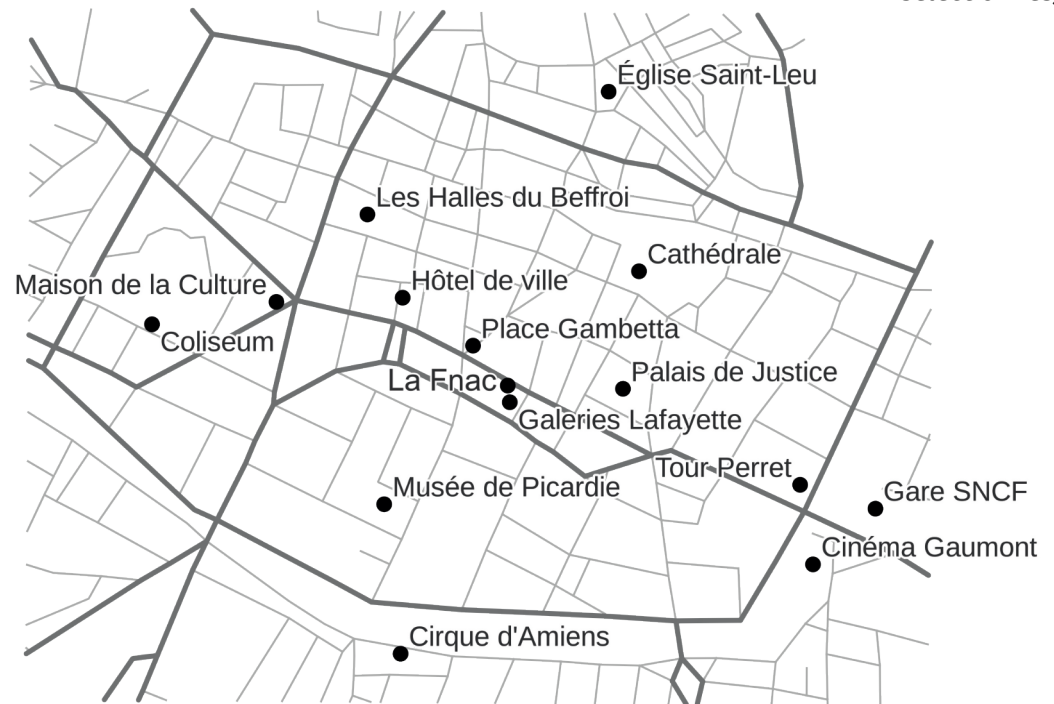 Église Saint-Leu
Les Halles du Beffroi
Cathédrale
Maison de la Culture
Hôtel de ville
Coliseum
Place Gambetta
La Fnac
Palais de Justice
Galeries Lafayette
Tour Perret
Musée de Picardie
Gare SNCF
Cinéma Gaumont
Cirque d'Amiens